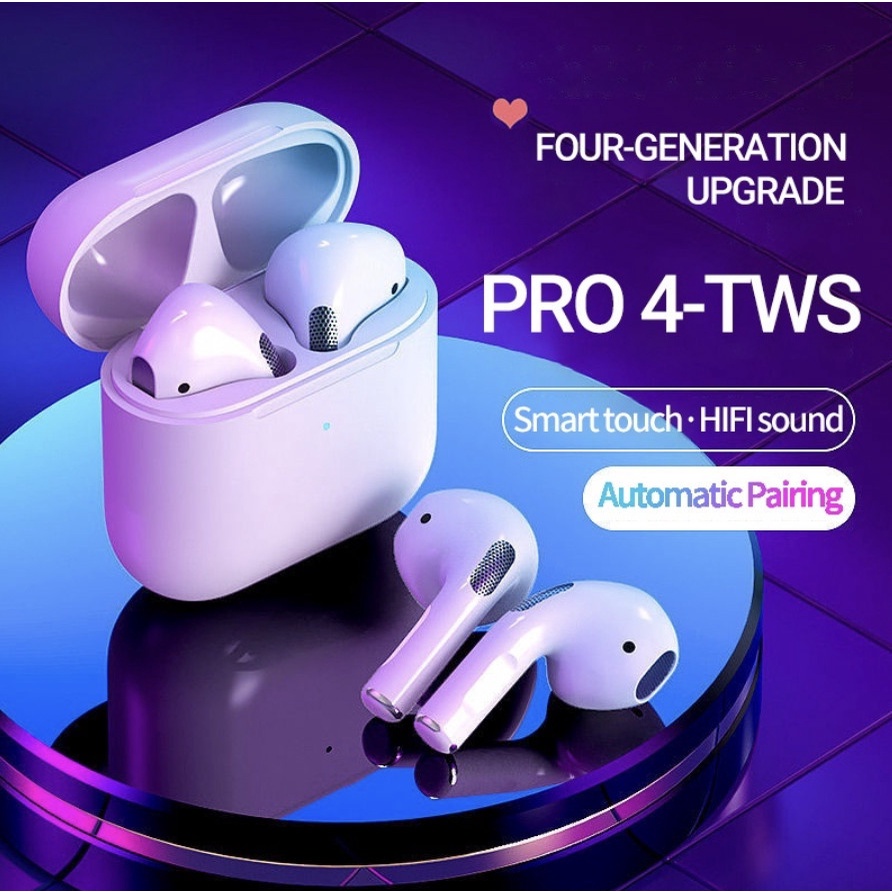 FOUR-GENERATION
UPGRADE
PRO 4-TWS
Smart touch · HIFI sound
Automatic Pairing